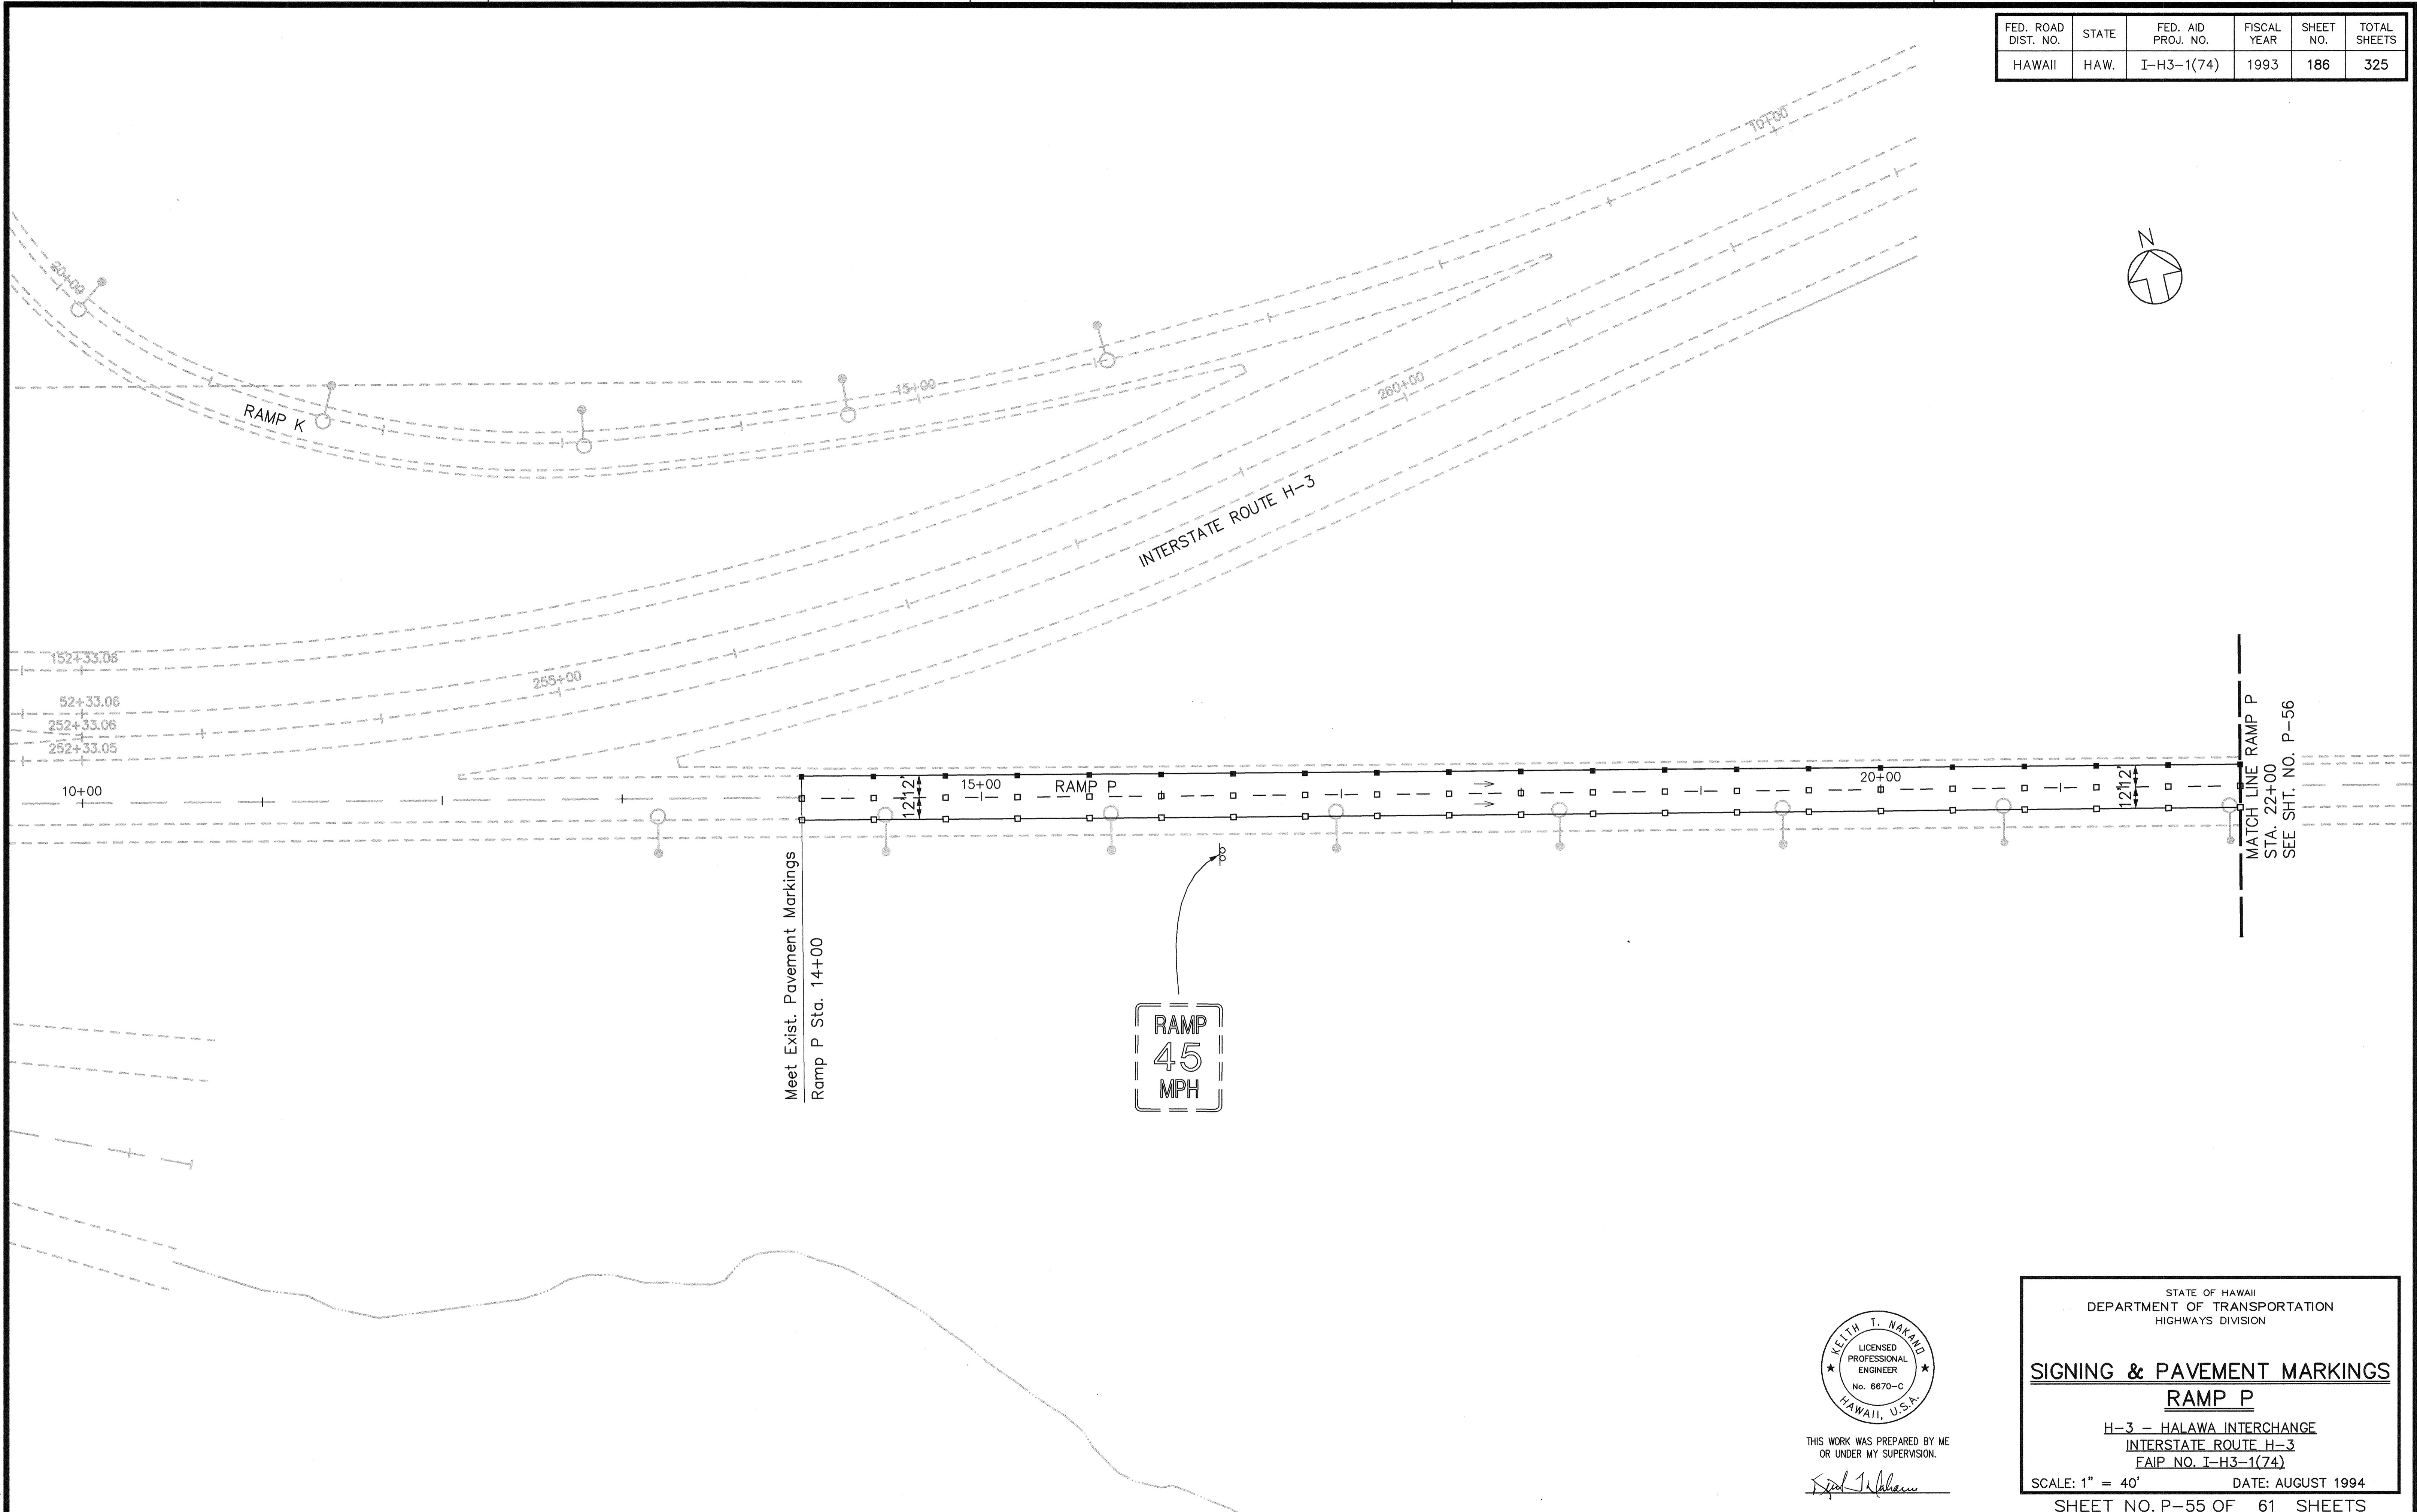 FED. ROAD DIST. NO. STATE FED. AID PROJ. NO. FISCAL YEAR SHEET NO. TOTAL SHEETS
HAWAII HAW. I-H3-1(74) 1993 186 325
10+00
N
20+00
RAMP K
15+00
260+00
INTERSTATE ROUTE H-3
152+33.06
255+00
52+33.06
252+33.06
252+33.05
10+00
12' 12'
15+00
RAMP P
20+00
12' 12'
MATCH LINE RAMP P
STA. 22+00
SEE SHT. NO. P-56
Meet Exist. Pavement Markings
Ramp P Sta. 14+00
RAMP
45
MPH
KEITH T. NAKANO
LICENSED
PROFESSIONAL
ENGINEER
No. 6670-C
HAWAII, U.S.A.
THIS WORK WAS PREPARED BY ME
OR UNDER MY SUPERVISION.
STATE OF HAWAII
DEPARTMENT OF TRANSPORTATION
HIGHWAYS DIVISION
SIGNING & PAVEMENT MARKINGS
RAMP P
H-3 - HALAWA INTERCHANGE
INTERSTATE ROUTE H-3
FAIP NO. I-H3-1(74)
SCALE: 1" = 40' DATE: AUGUST 1994
SHEET NO. P-55 OF 61 SHEETS